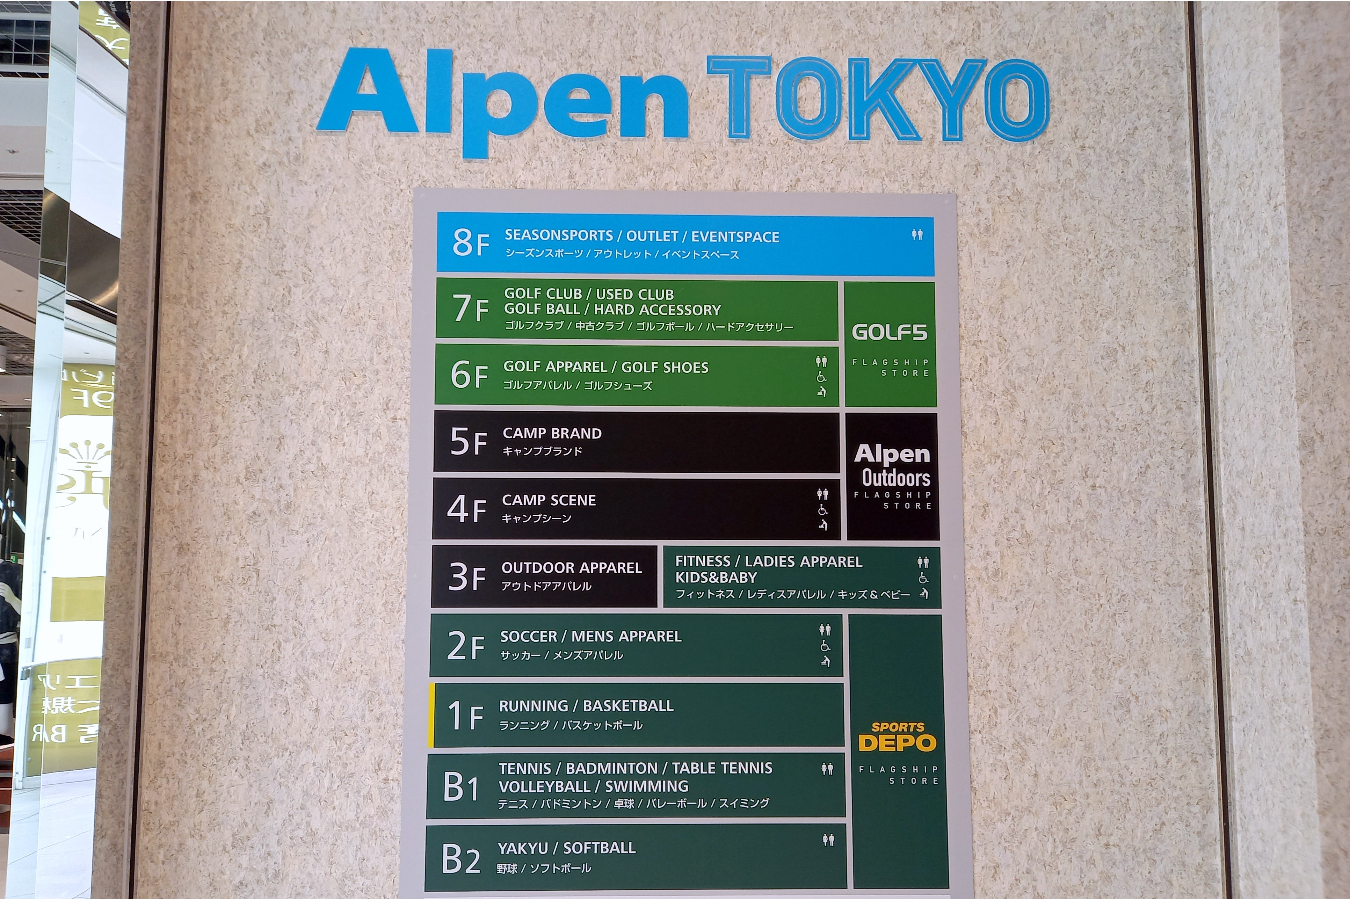 Alpen TOKYO
8F
SEASONSPORTS / OUTLET / EVENTSPACE
シーズンスポーツ / アウトレット / イベントスペース
7F
GOLF CLUB / USED CLUB
GOLF BALL / HARD ACCESSORY
ゴルフクラブ / 中古クラブ / ゴルフボール / ハードアクセサリー
6F
GOLF APPAREL / GOLF SHOES
ゴルフアパレル / ゴルフシューズ
GOLF5
FLAGSHIP
STORE
5F
CAMP BRAND
キャンプブランド
4F
CAMP SCENE
キャンプシーン
Alpen
Outdoors
FLAGSHIP
STORE
3F
OUTDOOR APPAREL
アウトドアアパレル
FITNESS / LADIES APPAREL
KIDS&BABY
フィットネス / レディスアパレル / キッズ & ベビー
2F
SOCCER / MENS APPAREL
サッカー / メンズアパレル
1F
RUNNING / BASKETBALL
ランニング / バスケットボール
B1
TENNIS / BADMINTON / TABLE TENNIS
VOLLEYBALL / SWIMMING
テニス / バドミントン / 卓球 / バレーボール / スイミング
B2
YAKYU / SOFTBALL
野球 / ソフトボール
SPORTS
DEPO
FLAGSHIP
STORE
9F
BAR